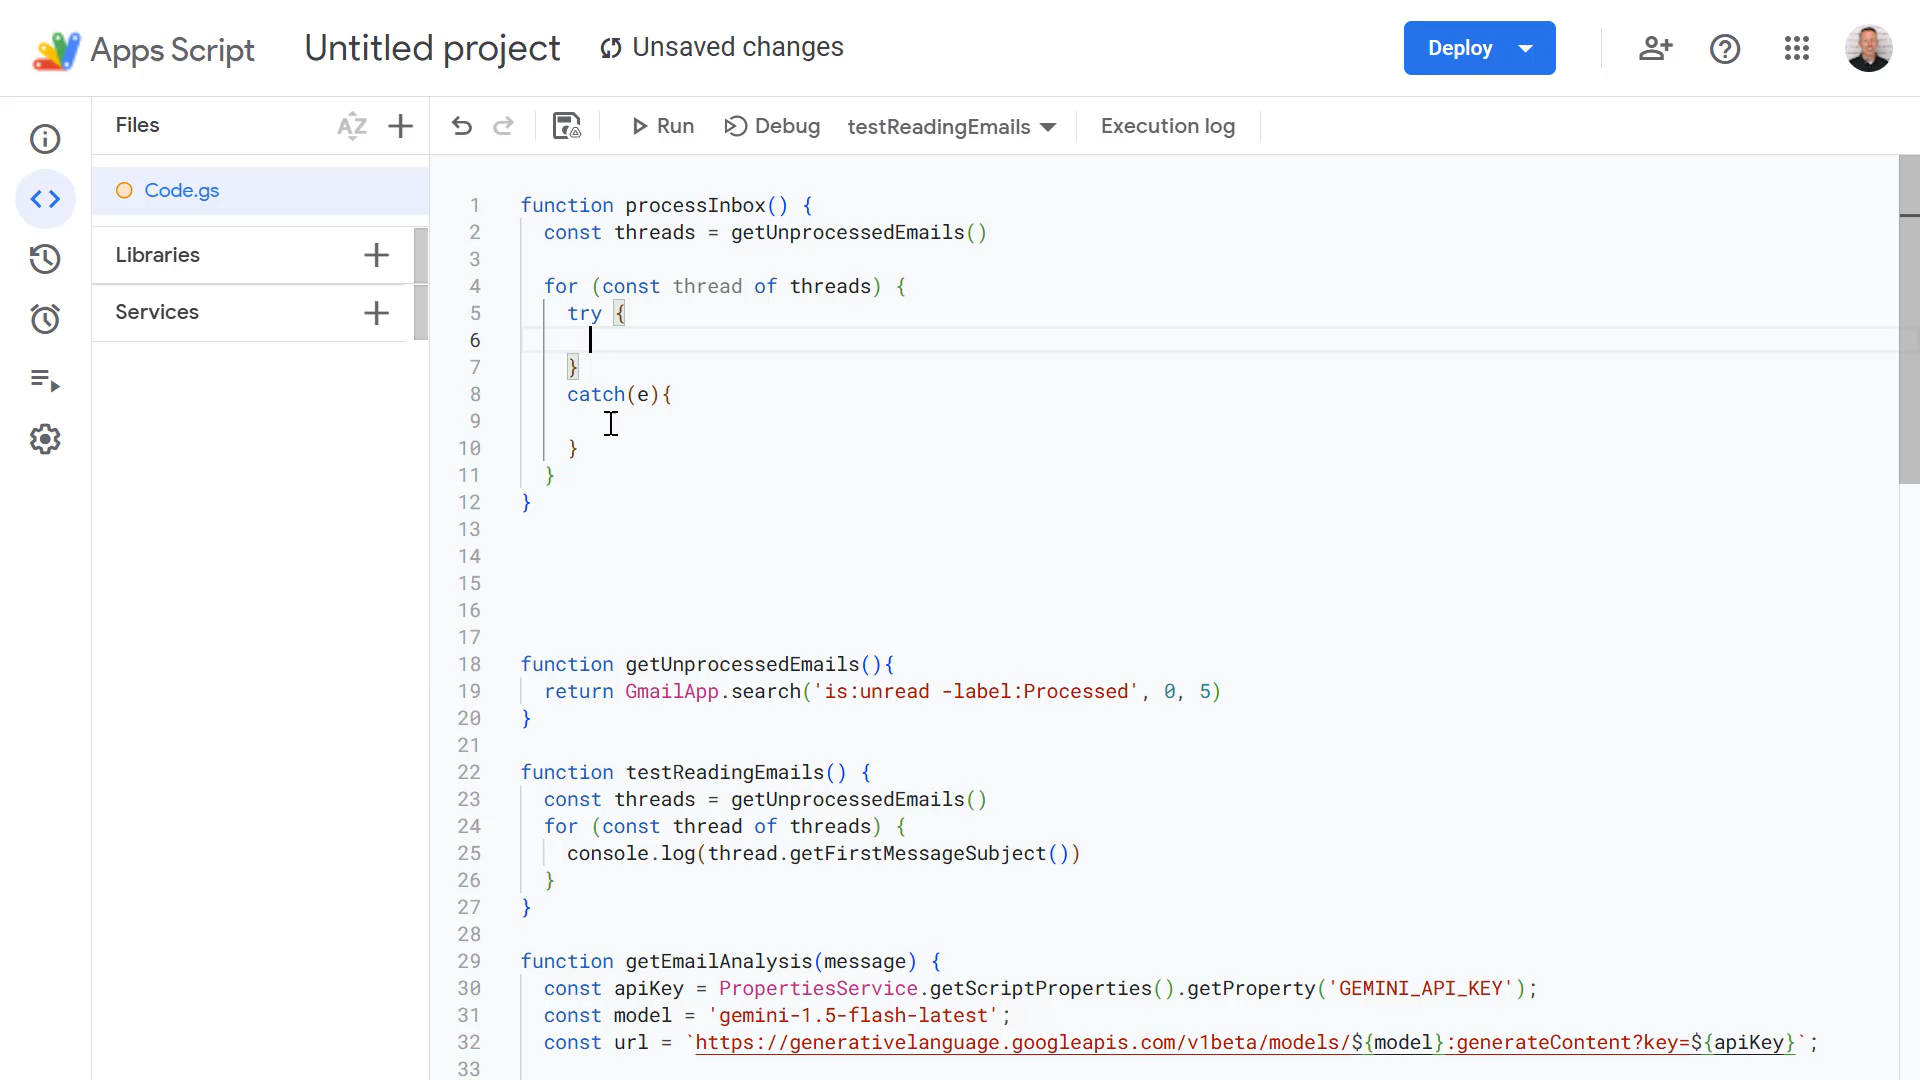 Apps Script
Untitled project
Unsaved changes
Deploy
Files
AZ
Run
Debug
testReadingEmails
Execution log
Code.gs
Libraries
Services
1 function processInbox() {
2 const threads = getUnprocessedEmails()
3
4 for (const thread of threads) {
5 try {
6
7 }
8 catch(e){
9
10 }
11 }
12 }
13
14
15
16
17
18 function getUnprocessedEmails(){
19 return GmailApp.search('is:unread -label:Processed', 0, 5)
20 }
21
22 function testReadingEmails() {
23 const threads = getUnprocessedEmails()
24 for (const thread of threads) {
25 console.log(thread.getFirstMessageSubject())
26 }
27 }
28
29 function getEmailAnalysis(message) {
30 const apiKey = PropertiesService.getScriptProperties().getProperty('GEMINI_API_KEY');
31 const model = 'gemini-1.5-flash-latest';
32 const url = `https://generativelanguage.googleapis.com/v1beta/models/${model}:generateContent?key=${apiKey}`;
33